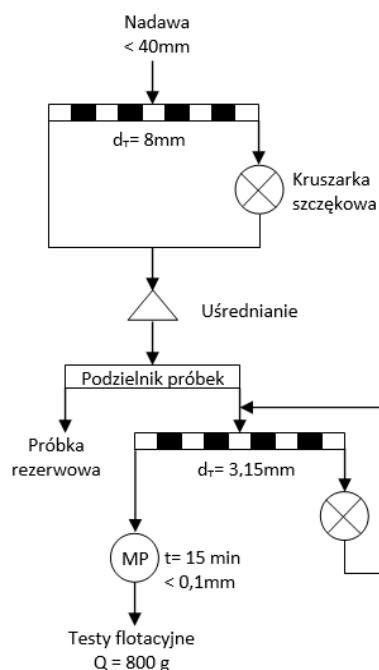 Nadawa
< 40mm
dₜ= 8mm
Kruszarka
szczękowa
Uśrednianie
Podzielnik próbek
Próbka
rezerwowa
dₜ = 3,15mm
MP
t= 15 min
< 0,1mm
Testy flotacyjne
Q = 800 g